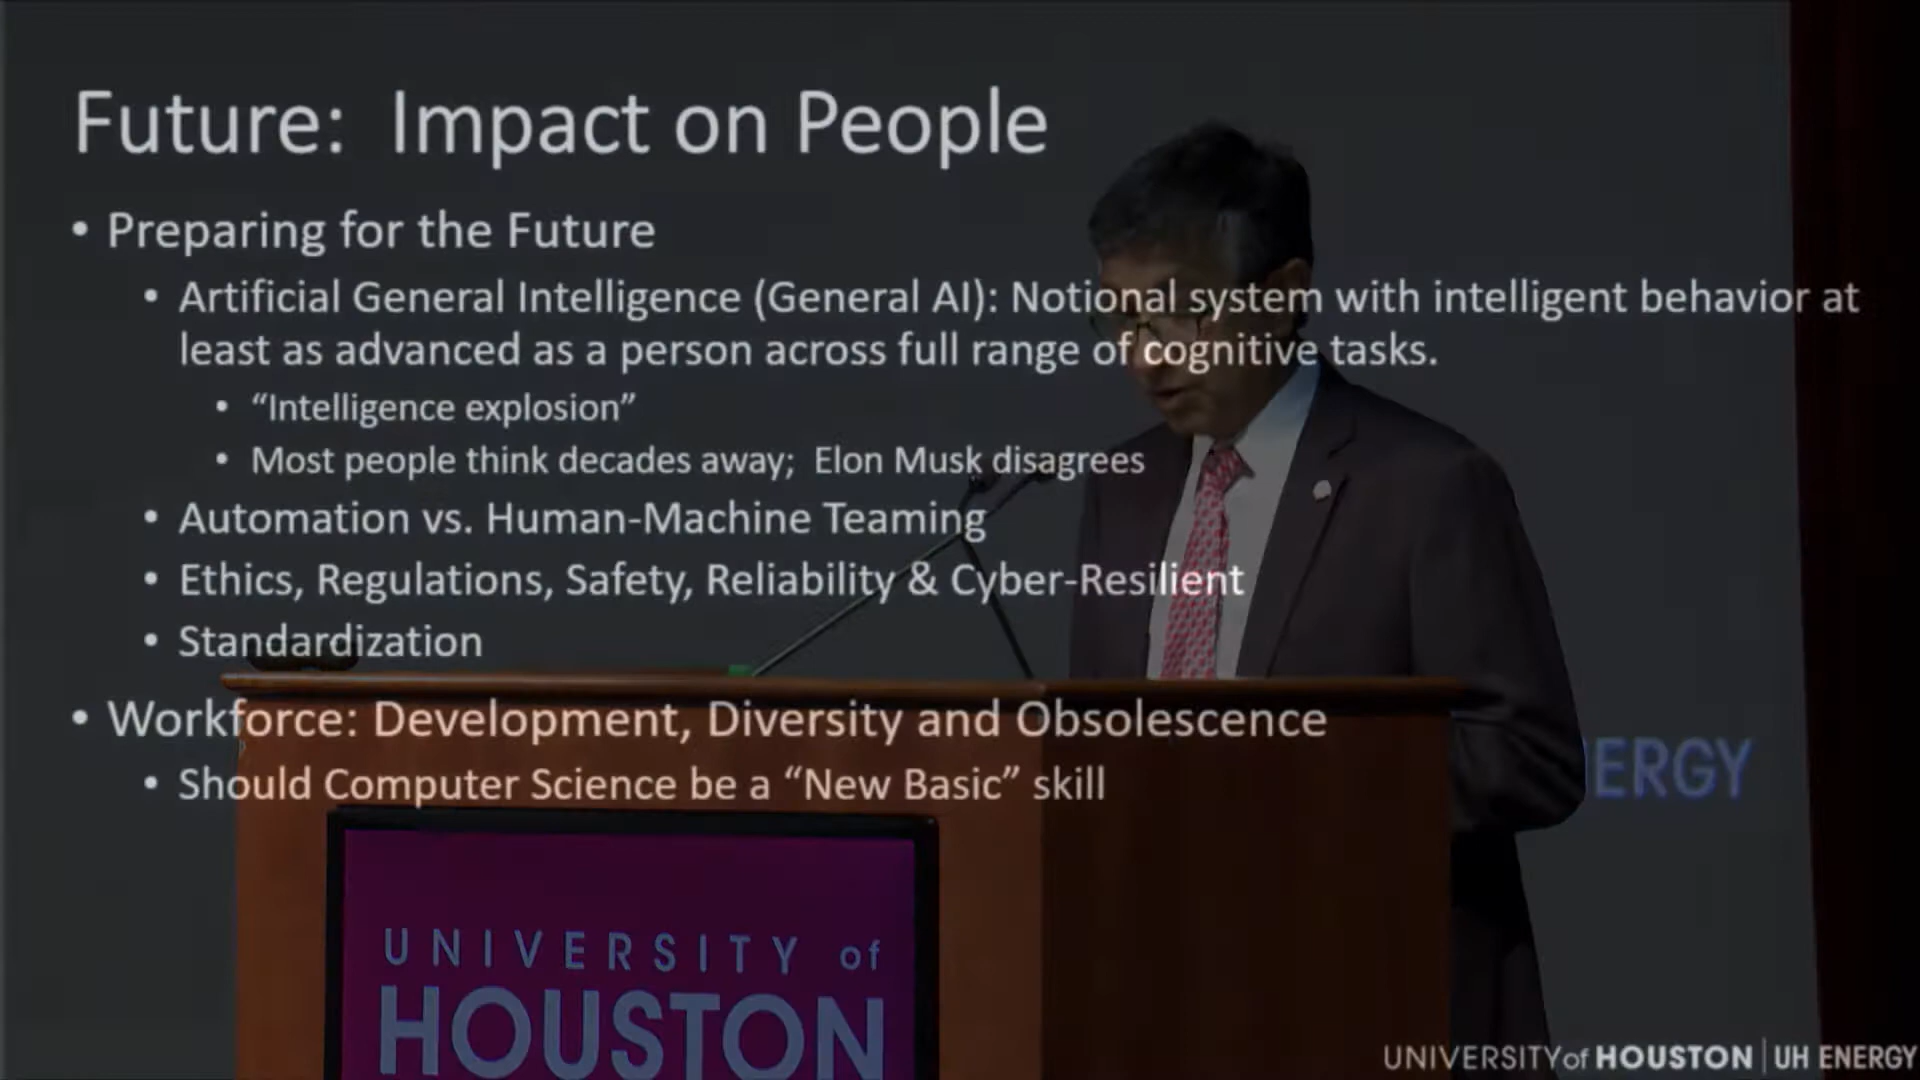 Future: Impact on People
• Preparing for the Future
• Artificial General Intelligence (General AI): Notional system with intelligent behavior at
least as advanced as a person across full range of cognitive tasks.
• “Intelligence explosion”
• Most people think decades away; Elon Musk disagrees
• Automation vs. Human-Machine Teaming
• Ethics, Regulations, Safety, Reliability & Cyber-Resilient
• Standardization
• Workforce: Development, Diversity and Obsolescence
• Should Computer Science be a “New Basic” skill
ERGY
UNIVERSITY of
HOUSTON
UNIVERSITY of HOUSTON | UH ENERGY